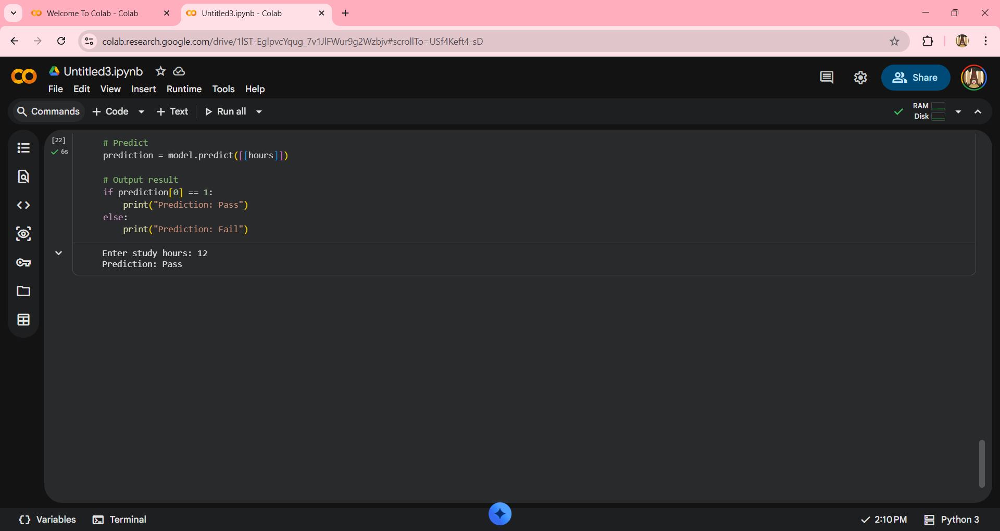 Welcome To Colab - Colab
Untitled3.ipynb - Colab
colab.research.google.com/drive/1lST-EglpvcYqug_7v1JlFWur9g2Wzbjv#scrollTo=USf4Keft4-sD
Untitled3.ipynb
File Edit View Insert Runtime Tools Help
Share
Commands + Code + Text Run all
RAM
Disk
[22]
6s
# Predict
prediction = model.predict([[hours]])
# Output result
if prediction[0] == 1:
    print("Prediction: Pass")
else:
    print("Prediction: Fail")
Enter study hours: 12
Prediction: Pass
Variables Terminal
2:10 PM Python 3